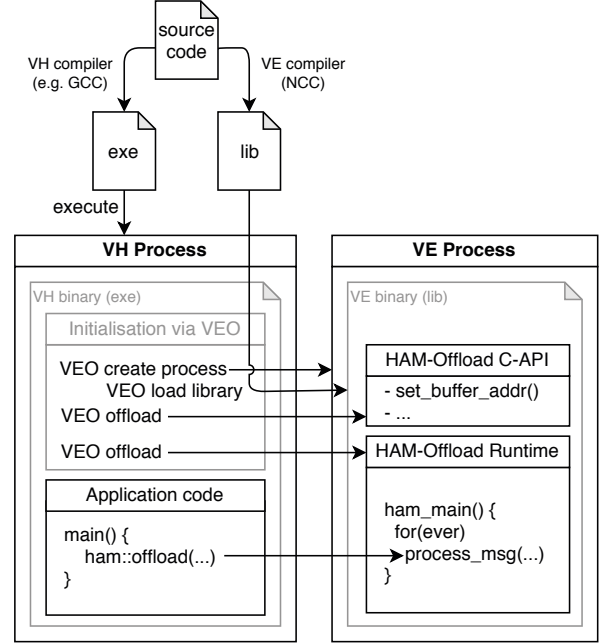 source
code
VH compiler
(e.g. GCC)
VE compiler
(NCC)
exe
lib
execute
VH Process
VH binary (exe)
Initialisation via VEO
VEO create process
VEO load library
VEO offload
VEO offload
Application code
main() {
ham::offload(...)
}
VE Process
VE binary (lib)
HAM-Offload C-API
- set_buffer_addr()
- ...
HAM-Offload Runtime
ham_main() {
for(ever)
process_msg(...)
}